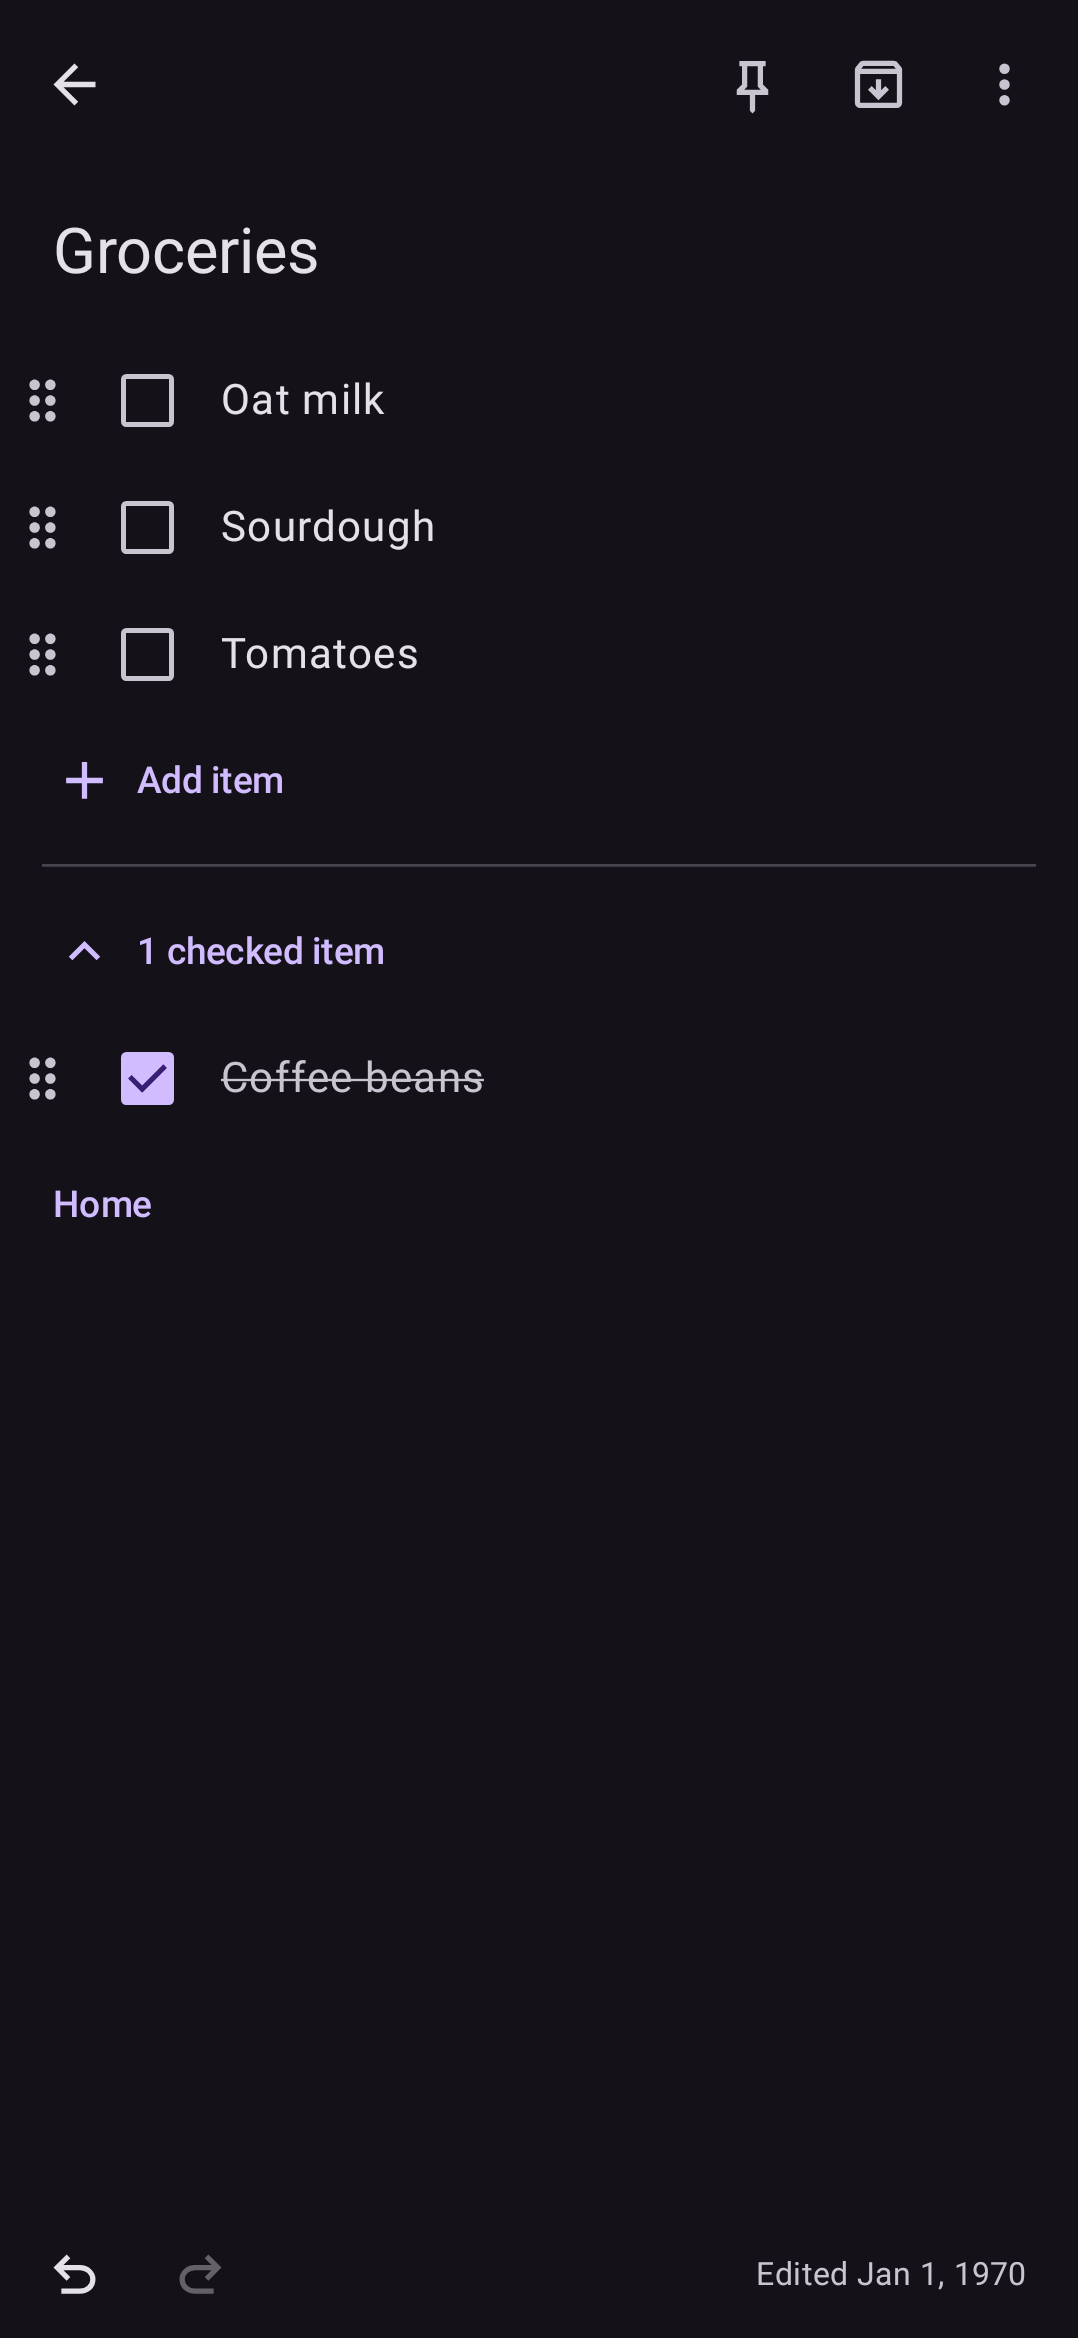 Groceries
Oat milk
Sourdough
Tomatoes
Add item
1 checked item
Coffee beans
Home
Edited Jan 1, 1970